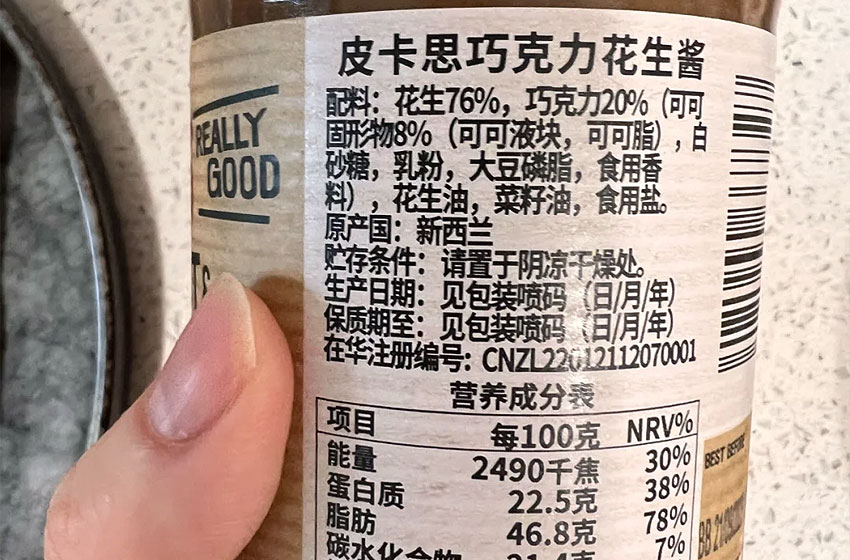 皮卡思巧克力花生酱
配料：花生76%，巧克力20%（可可
固形物8%（可可液块，可可脂），白
砂糖，乳粉，大豆磷脂，食用香
料），花生油，菜籽油，食用盐。
原产国：新西兰
贮存条件：请置于阴凉干燥处。
生产日期：见包装喷码（日/月/年）
保质期至：见包装喷码（日/月/年）
在华注册编号：CNZL22012112070001
营养成分表
项目 每100克 NRV%
能量 2490千焦 30%
蛋白质 22.5克 38%
脂肪 46.8克 78%
碳水化合物 7%
REALLY
GOOD
BEST BEFORE